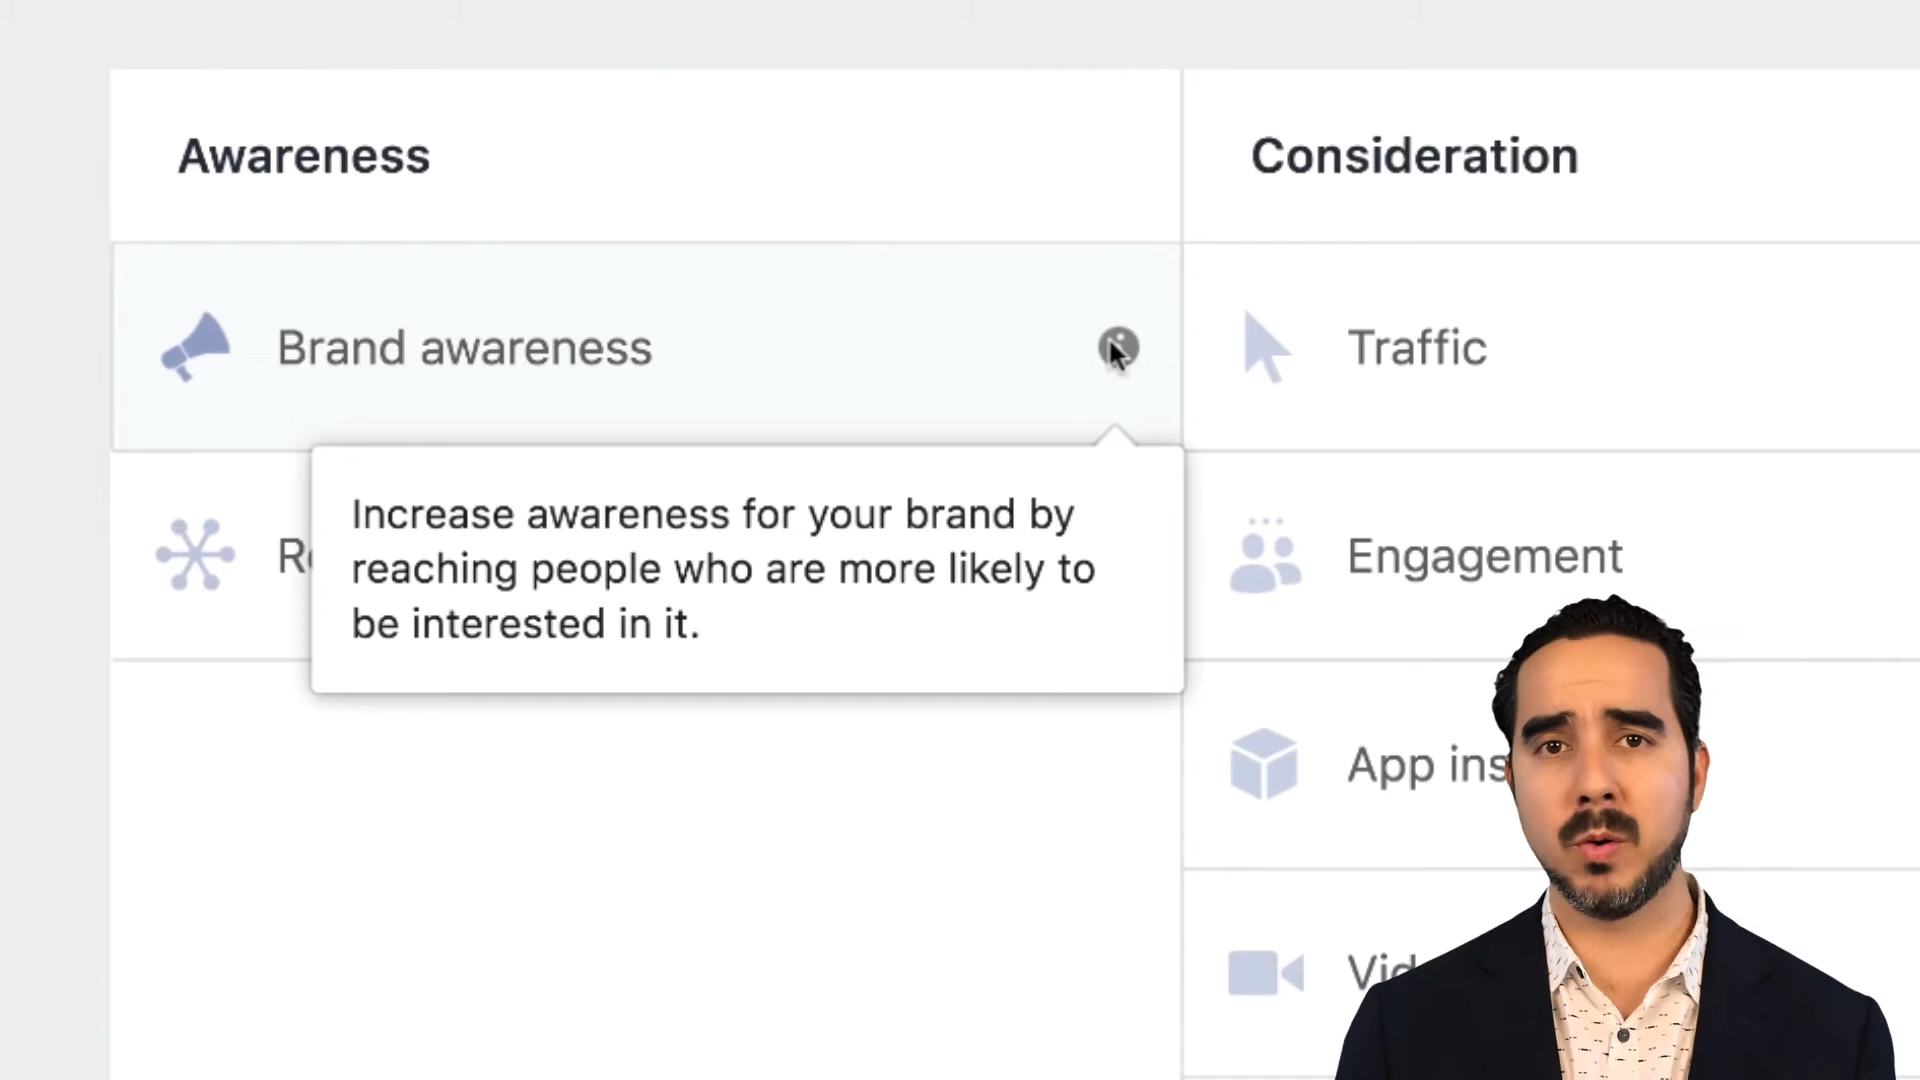 Awareness
Consideration
Brand awareness
Traffic
Increase awareness for your brand by
reaching people who are more likely to
be interested in it.
Engagement
App